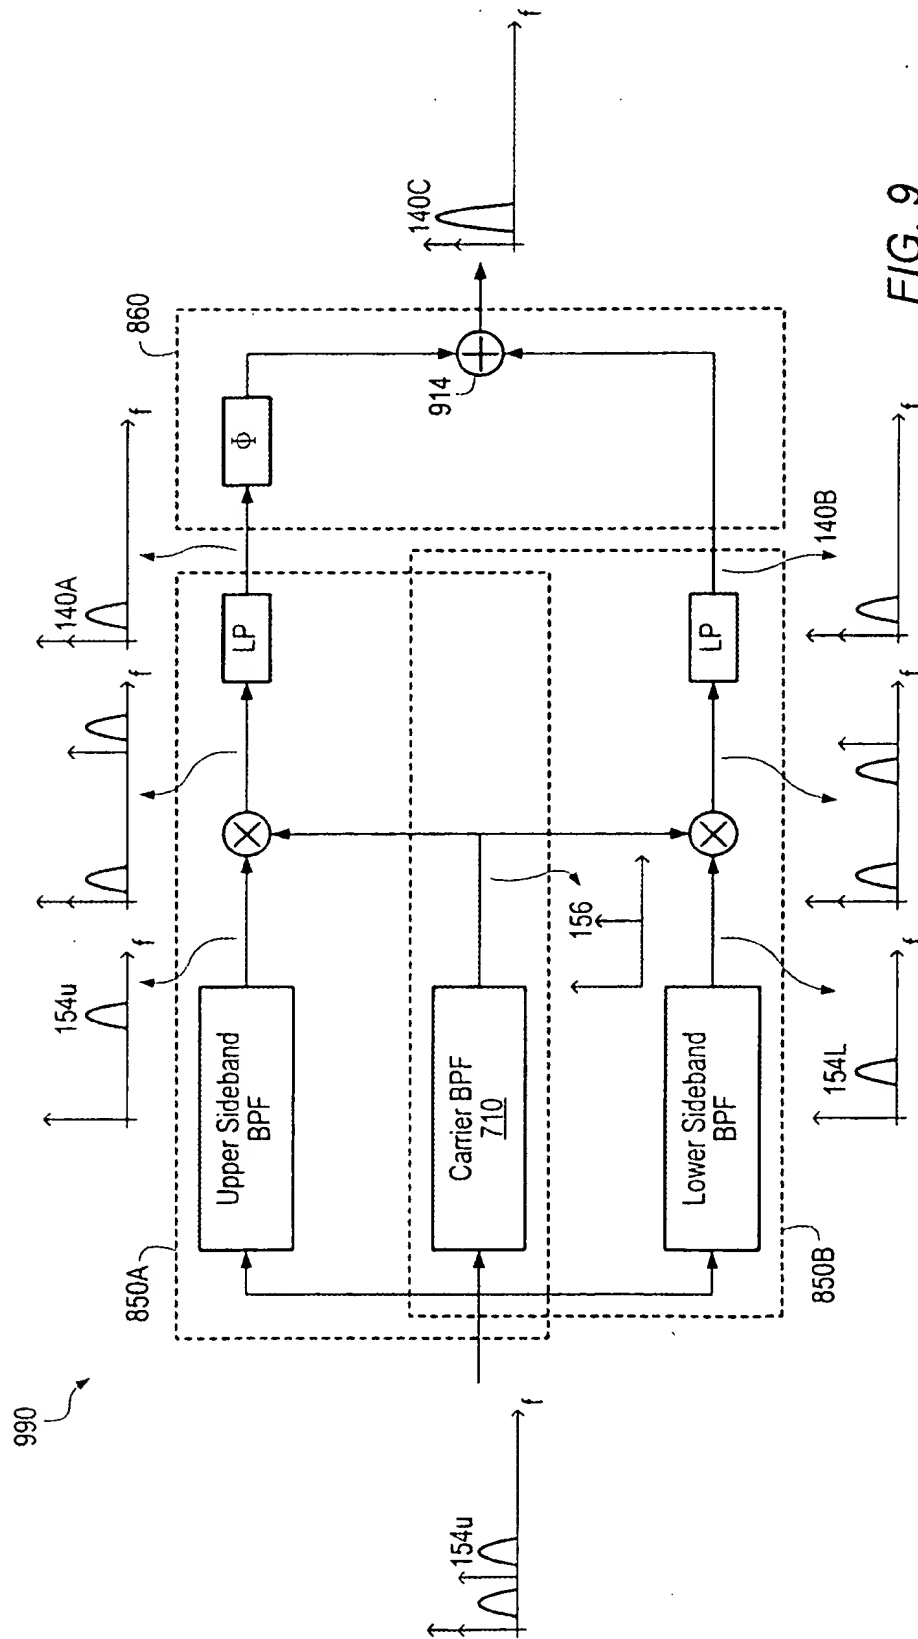 990
f
154u
850A
Upper Sideband
BPF
Carrier BPF
710
Lower Sideband
BPF
850B
154u
f
154L
f
156
f
f
LP
LP
140A
f
140B
f
Φ
860
914
140C
f
FIG. 9